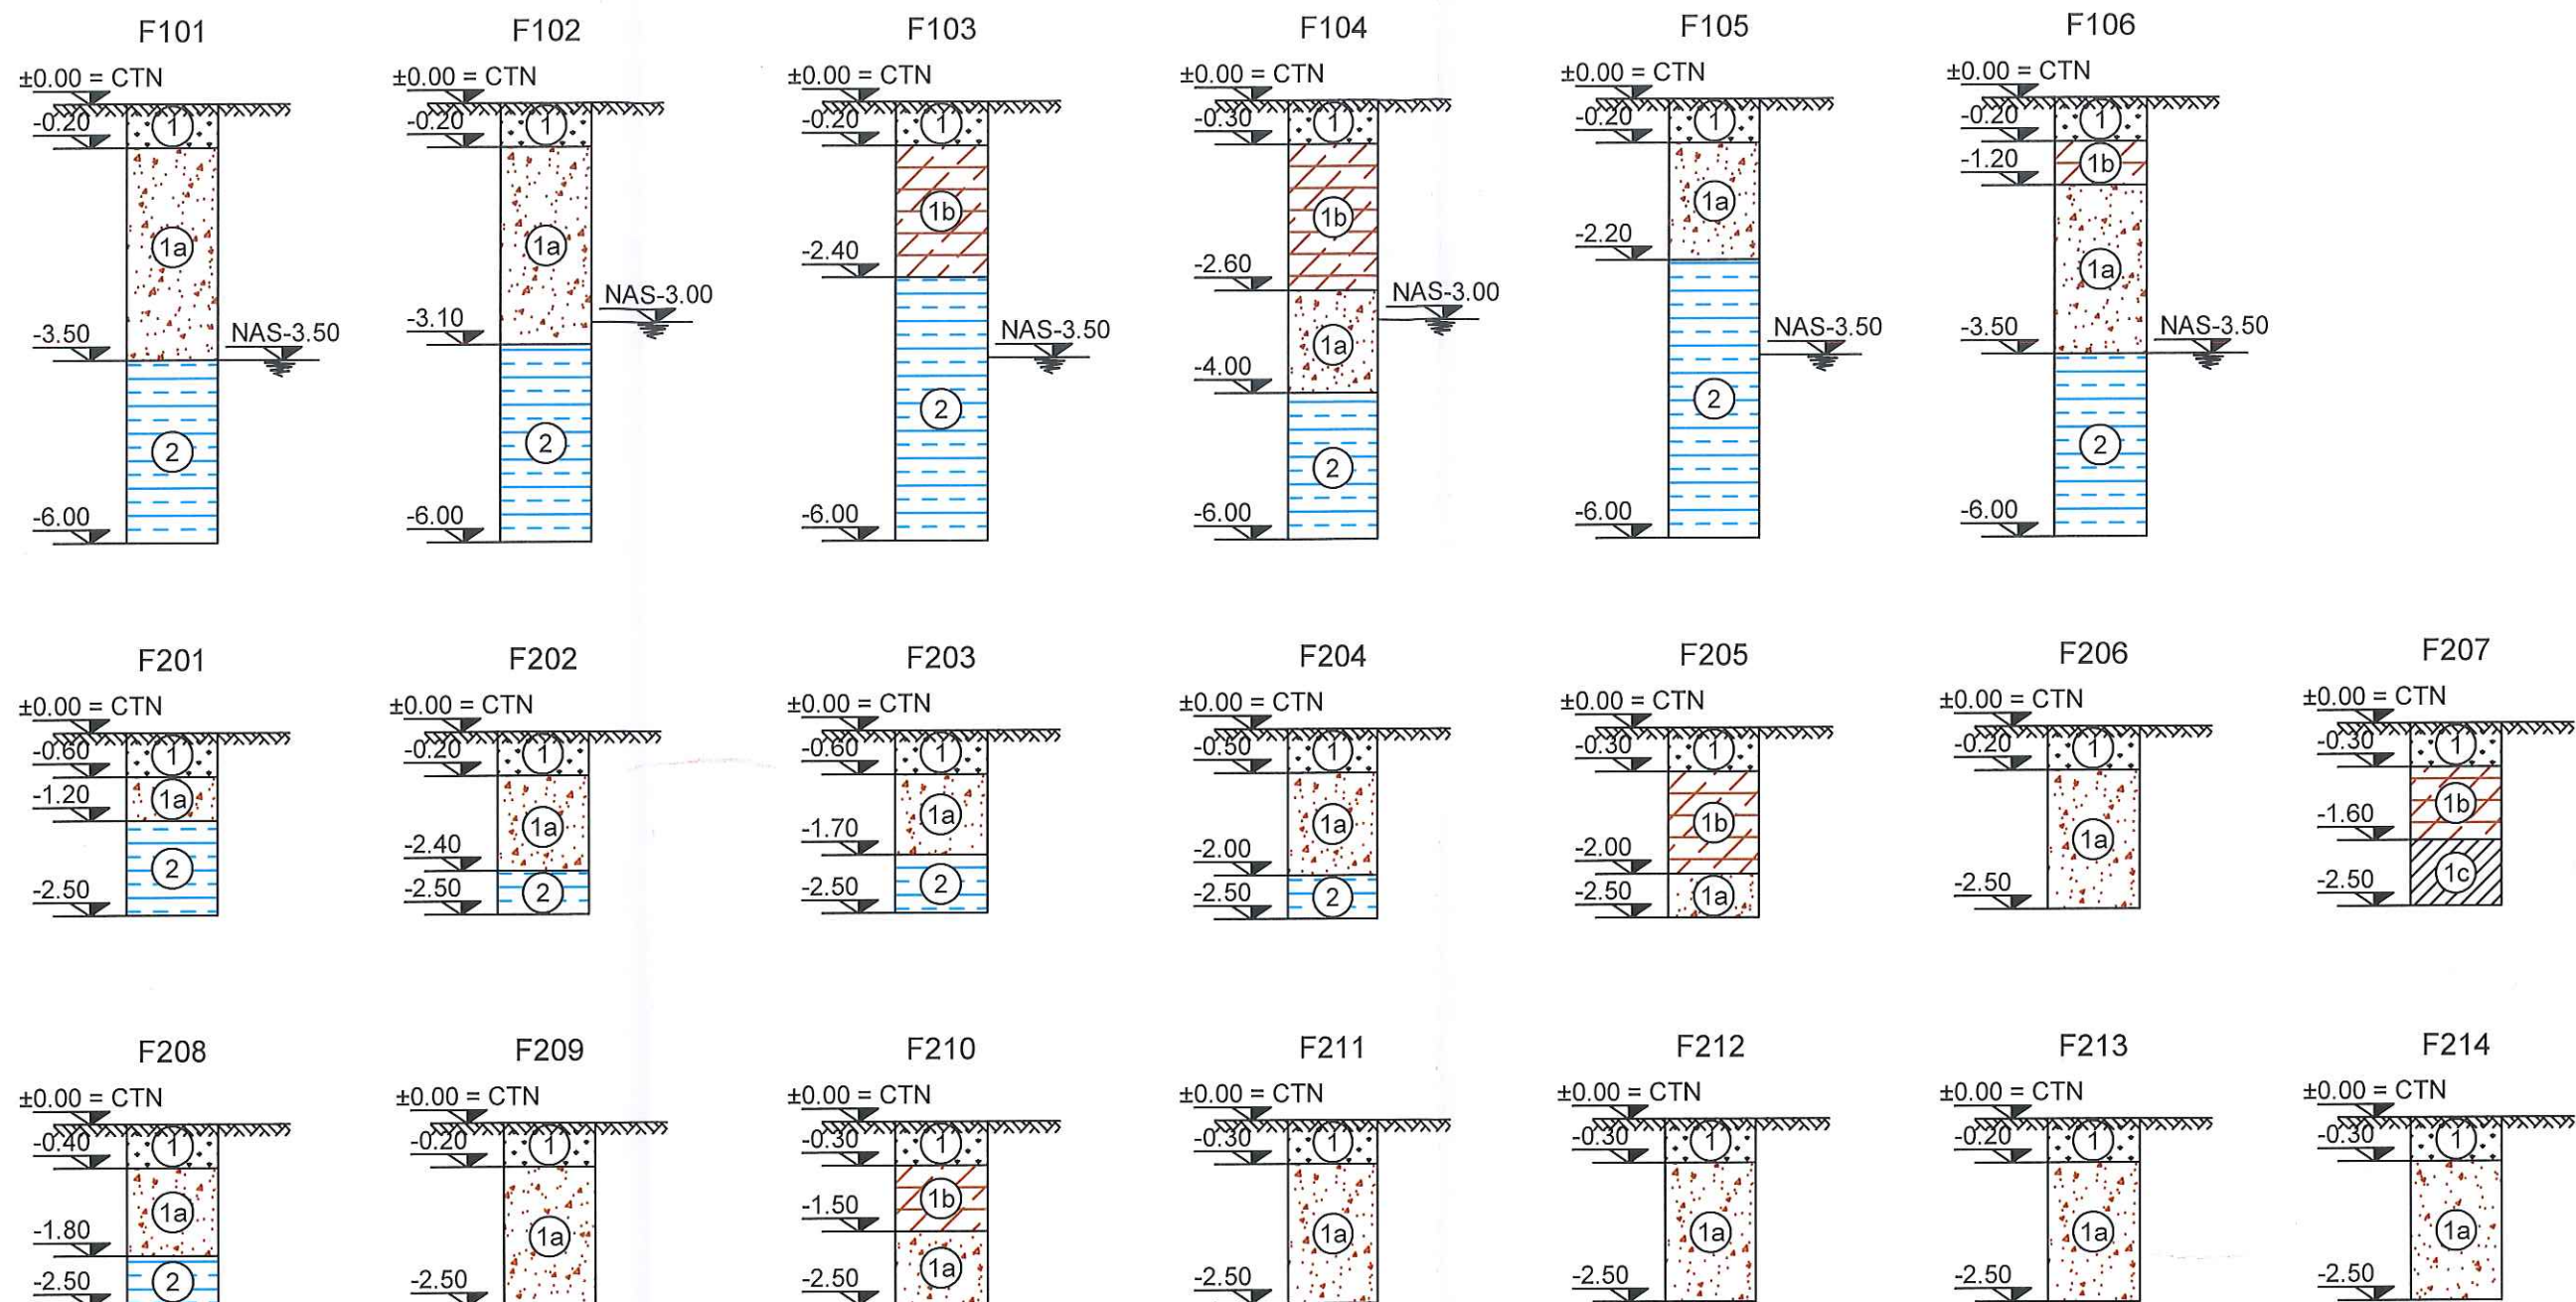 F101
±0.00 = CTN
-0.20
1
1a
-3.50
NAS-3.50
2
-6.00
F102
±0.00 = CTN
-0.20
1
1a
NAS-3.00
-3.10
2
-6.00
F103
±0.00 = CTN
-0.20
1
1b
-2.40
NAS-3.50
2
-6.00
F104
±0.00 = CTN
-0.30
1
1b
-2.60
NAS-3.00
1a
-4.00
2
-6.00
F105
±0.00 = CTN
-0.20
1
1a
-2.20
NAS-3.50
2
-6.00
F106
±0.00 = CTN
-0.20
1
-1.20
1b
1a
-3.50
NAS-3.50
2
-6.00
F201
±0.00 = CTN
-0.60
1
-1.20
1a
2
-2.50
F202
±0.00 = CTN
-0.20
1
1a
-2.40
-2.50
2
F203
±0.00 = CTN
-0.60
1
1a
-1.70
2
-2.50
F204
±0.00 = CTN
-0.50
1
1a
-2.00
-2.50
2
F205
±0.00 = CTN
-0.30
1
1b
-2.00
-2.50
1a
F206
±0.00 = CTN
-0.20
1
1a
-2.50
F207
±0.00 = CTN
-0.30
1
1b
-1.60
1c
-2.50
F208
±0.00 = CTN
-0.40
1
1a
-1.80
2
-2.50
F209
±0.00 = CTN
-0.20
1
1a
-2.50
F210
±0.00 = CTN
-0.30
1
1b
-1.50
1a
-2.50
F211
±0.00 = CTN
-0.30
1
1a
-2.50
F212
±0.00 = CTN
-0.30
1
1a
-2.50
F213
±0.00 = CTN
-0.20
1
1a
-2.50
F214
±0.00 = CTN
-0.30
1
1a
-2.50